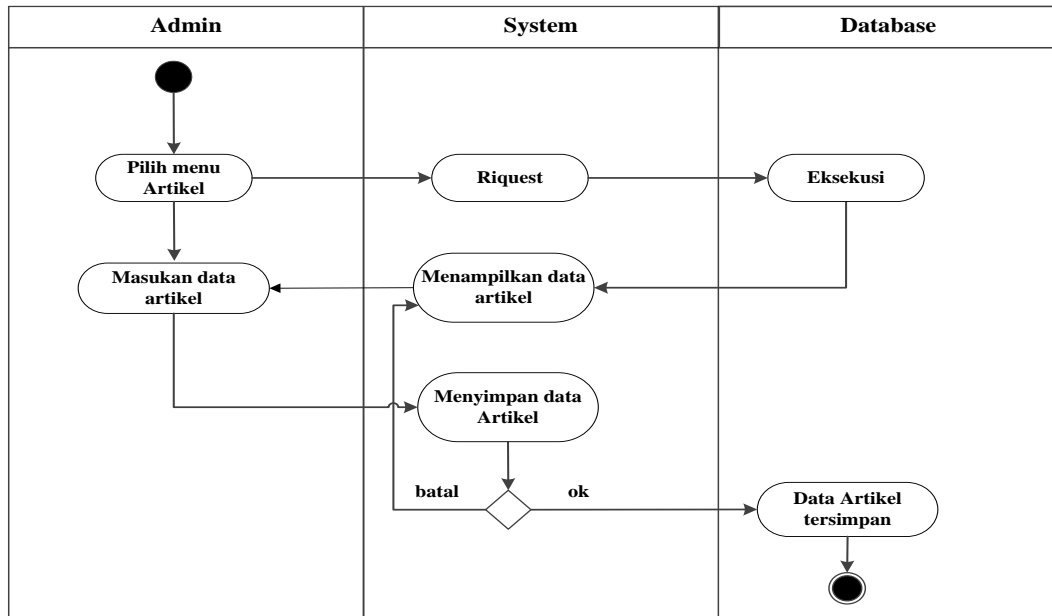 Admin
System
Database
Pilih menu
Artikel
Riquest
Eksekusi
Masukan data
artikel
Menampilkan data
artikel
Menyimpan data
Artikel
batal
ok
Data Artikel
tersimpan